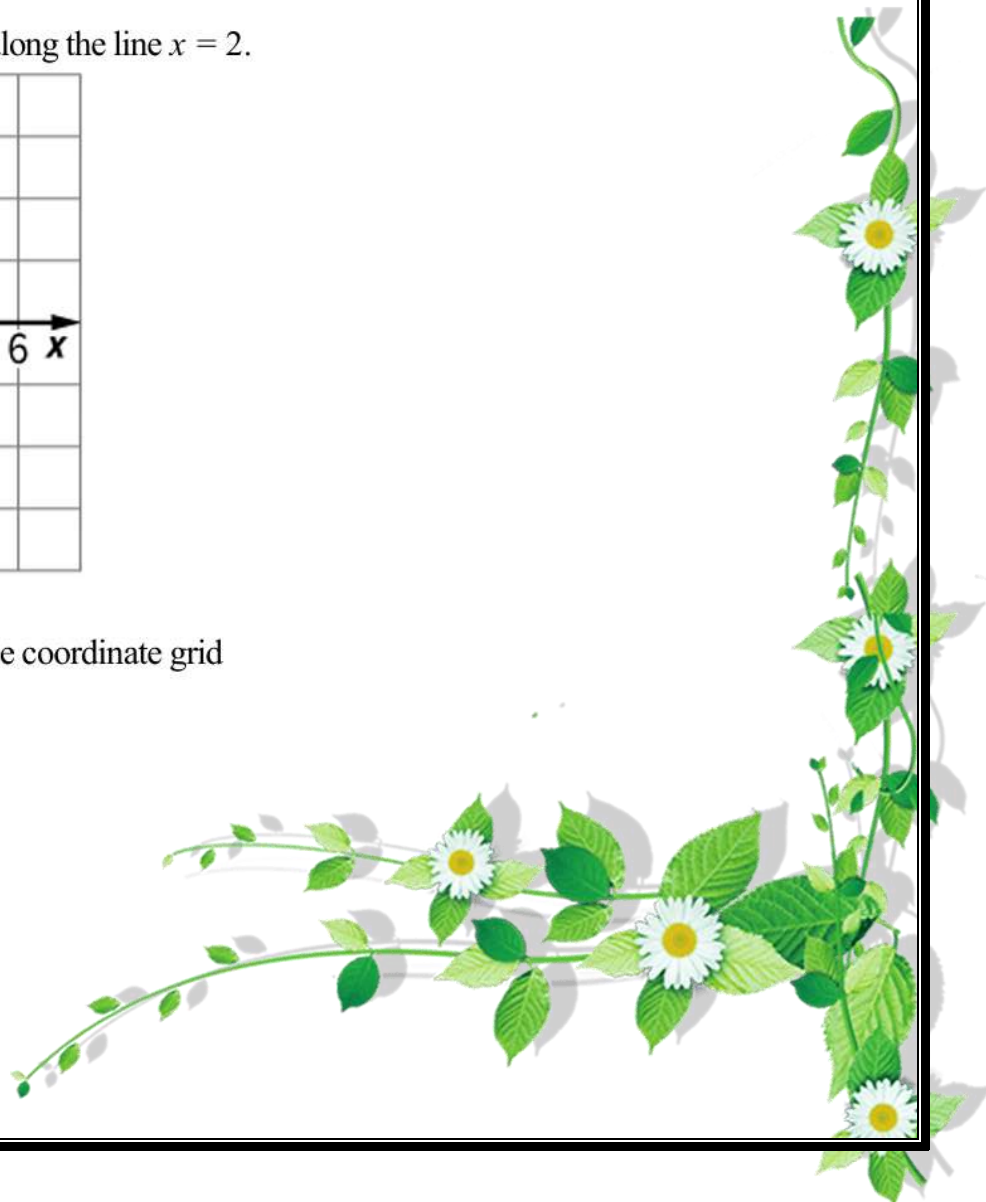 long the line x = 2.
6 x
e coordinate grid